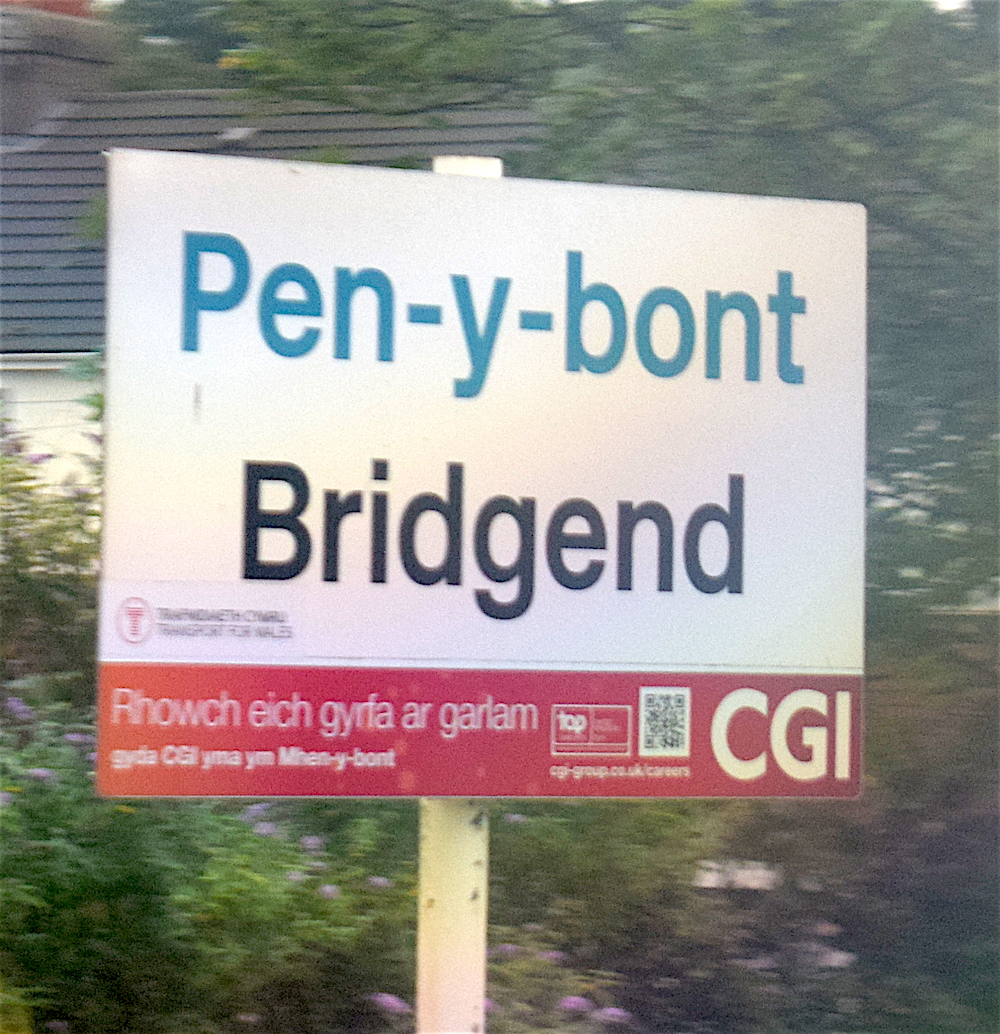 Pen-y-bont
Bridgend
TRAFNIDIAETH CYMRU
TRANSPORT FOR WALES
Rhowch eich gyrfa ar garlam
gyda CGI yma ym Mhen-y-bont
top
cgi-group.co.uk/careers
CGI